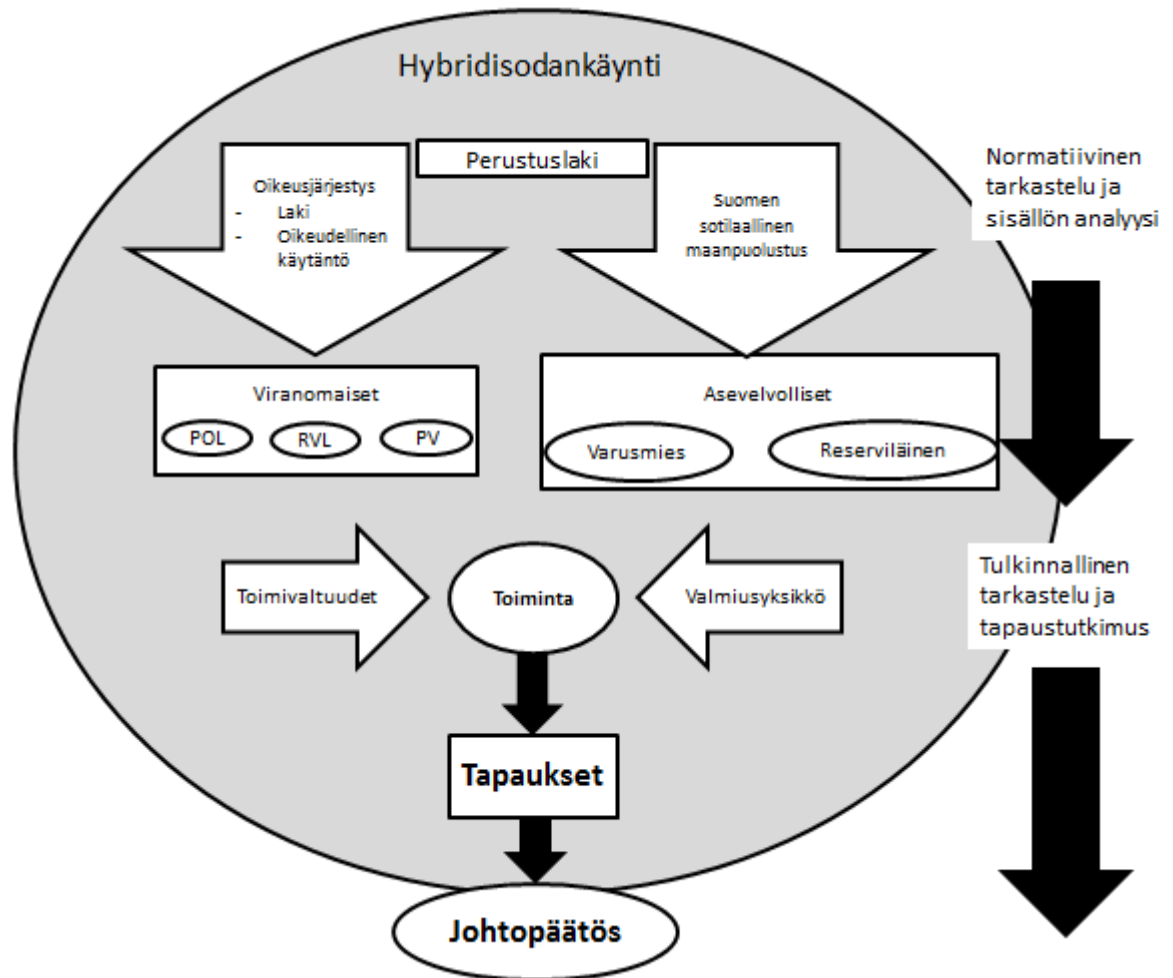 Hybridisodankäynti
Perustuslaki
Oikeusjärjestys
- Laki
- Oikeudellinen
käytäntö
Suomen
sotilaallinen
maanpuolustus
Normatiivinen
tarkastelu ja
sisällön analyysi
Viranomaiset
POL
RVL
PV
Asevelvolliset
Varusmies
Reserviläinen
Toimivaltuudet
Toiminta
Valmiusyksikkö
Tulkinnallinen
tarkastelu ja
tapaustutkimus
Tapaukset
Johtopäätös